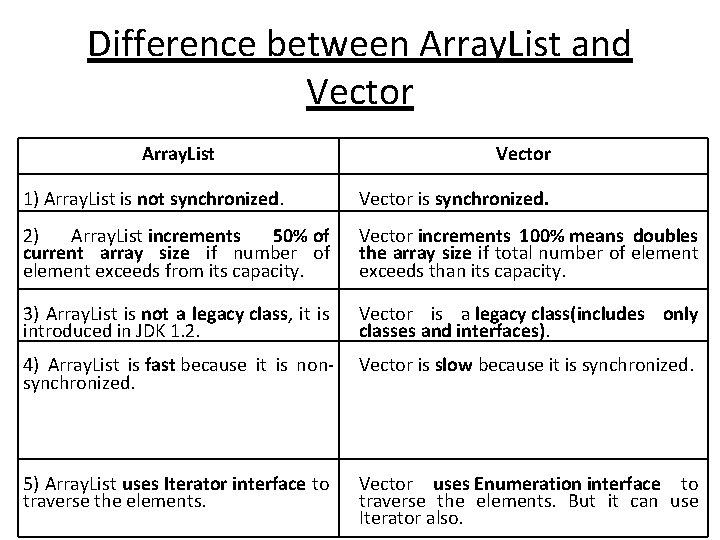 Difference between Array.List and
Vector
Array.List
Vector
1) Array.List is not synchronized.
Vector is synchronized.
2) Array.List increments 50% of
current array size if number of
element exceeds from its capacity.
Vector increments 100% means doubles
the array size if total number of element
exceeds than its capacity.
3) Array.List is not a legacy class, it is
introduced in JDK 1.2.
Vector is a legacy class(includes only
classes and interfaces).
4) Array.List is fast because it is non-
synchronized.
Vector is slow because it is synchronized.
5) Array.List uses Iterator interface to
traverse the elements.
Vector uses Enumeration interface to
traverse the elements. But it can use
Iterator also.